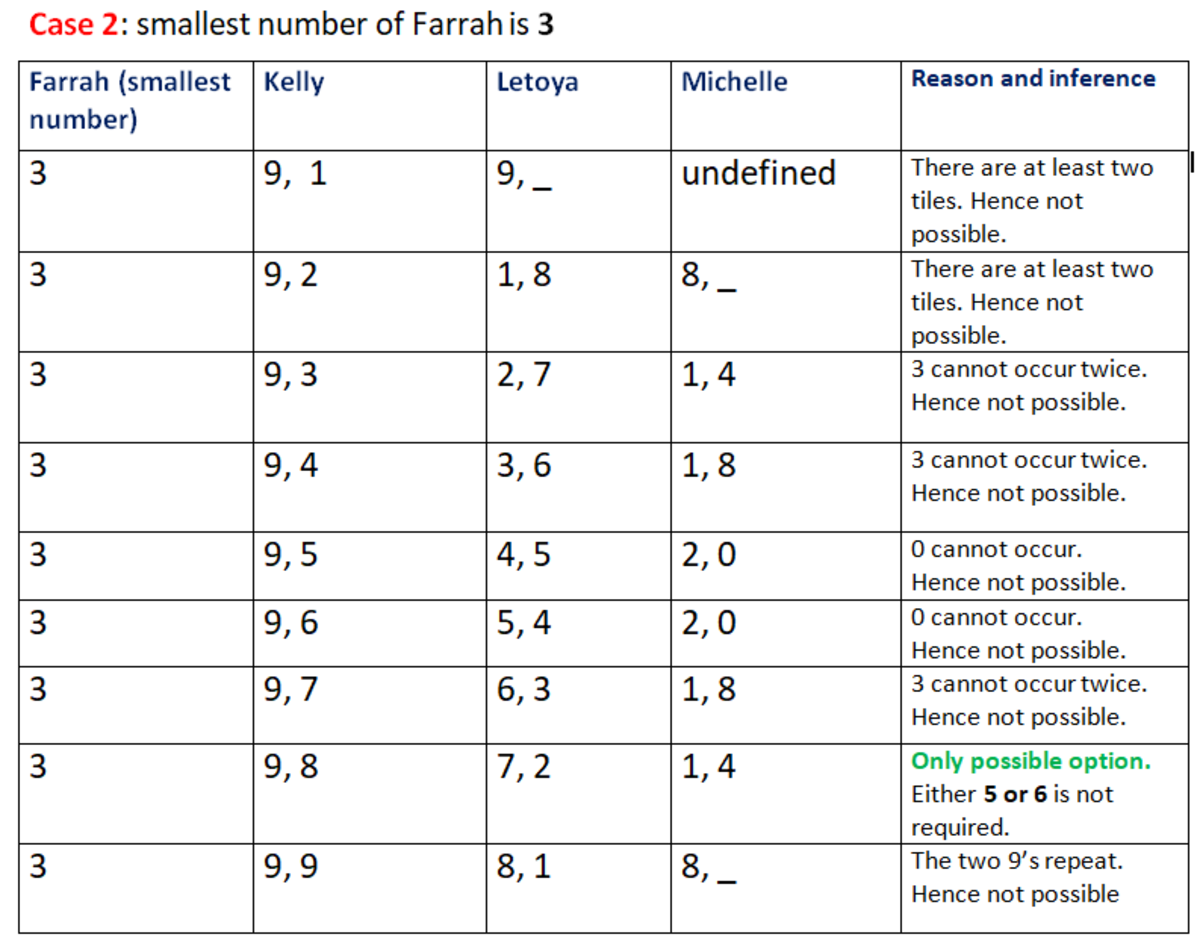 Case 2: smallest number of Farrah is 3
Farrah (smallest number) Kelly Letoya Michelle Reason and inference
3 9, 1 9, _ undefined There are at least two
tiles. Hence not
possible.
3 9, 2 1, 8 8, _ There are at least two
tiles. Hence not
possible.
3 9, 3 2, 7 1, 4 3 cannot occur twice.
Hence not possible.
3 9, 4 3, 6 1, 8 3 cannot occur twice.
Hence not possible.
3 9, 5 4, 5 2, 0 0 cannot occur.
Hence not possible.
3 9, 6 5, 4 2, 0 0 cannot occur.
Hence not possible.
3 9, 7 6, 3 1, 8 3 cannot occur twice.
Hence not possible.
3 9, 8 7, 2 1, 4 Only possible option.
Either 5 or 6 is not
required.
3 9, 9 8, 1 8, _ The two 9’s repeat.
Hence not possible